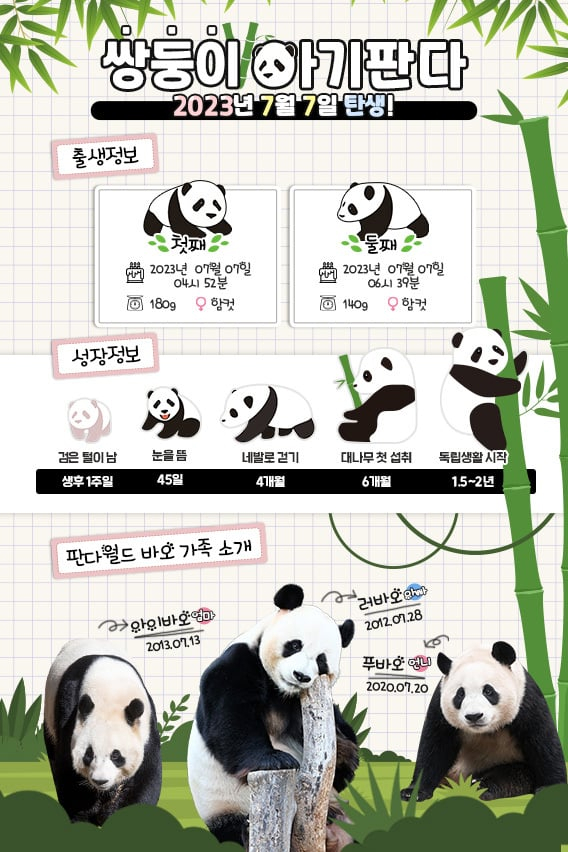 쌍둥이 아기판다
2023년 7월 7일 탄생!
출생정보
첫째
2023년 07월 07일
04시 52분
180g
암컷
둘째
2023년 07월 07일
06시 39분
140g
암컷
성장정보
검은 털이 남
눈을 뜸
네발로 걷기
대나무 첫 섭취
독립생활 시작
생후 1주일
45일
4개월
6개월
1.5~2년
판다월드 바오 가족 소개
아이바오 엄마
2013.07.13
러바오 아빠
2012.07.28
푸바오 언니
2020.07.20